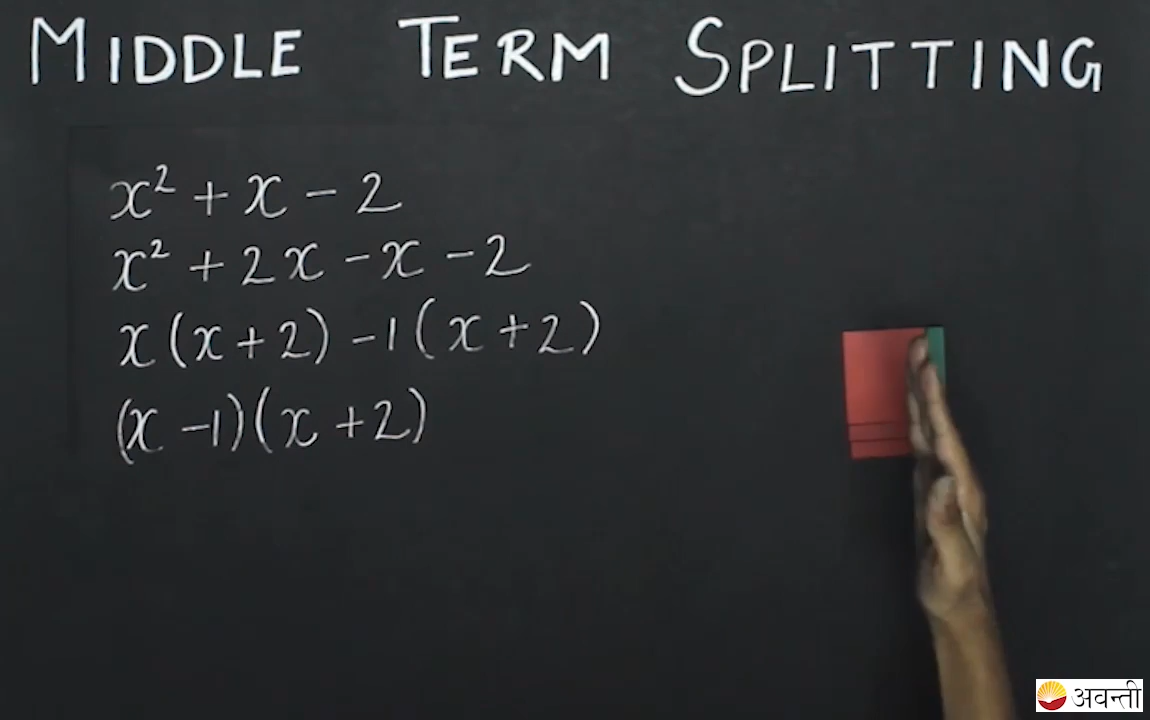 MIDDLE TERM SPLITTING
x² + x - 2
x² + 2x - x - 2
x(x + 2) - 1(x + 2)
(x - 1)(x + 2)
अवन्ती